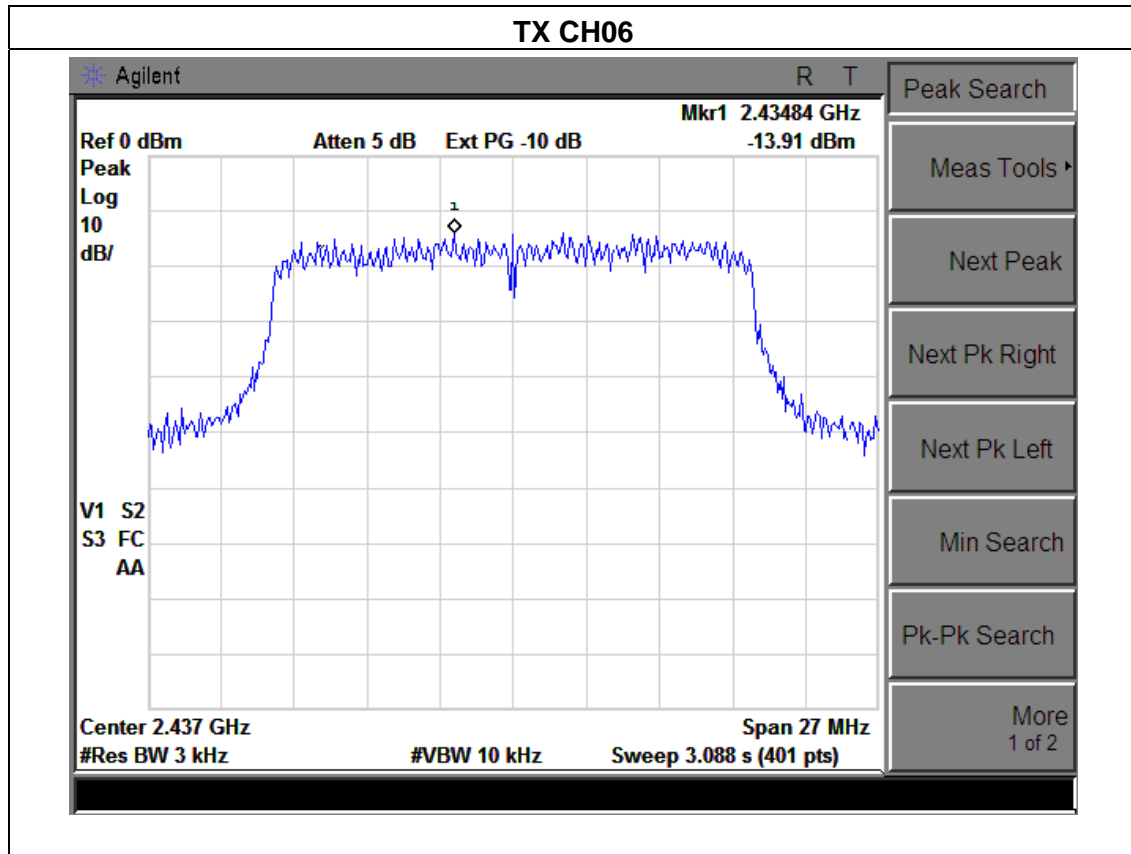 TX CH06
Agilent R T
Mkr1 2.43484 GHz
Ref 0 dBm Atten 5 dB Ext PG -10 dB -13.91 dBm
Peak
Log
10
dB/
1
V1 S2
S3 FC
AA
Center 2.437 GHz Span 27 MHz
#Res BW 3 kHz #VBW 10 kHz Sweep 3.088 s (401 pts)
Peak Search
Meas Tools
Next Peak
Next Pk Right
Next Pk Left
Min Search
Pk-Pk Search
More
1 of 2